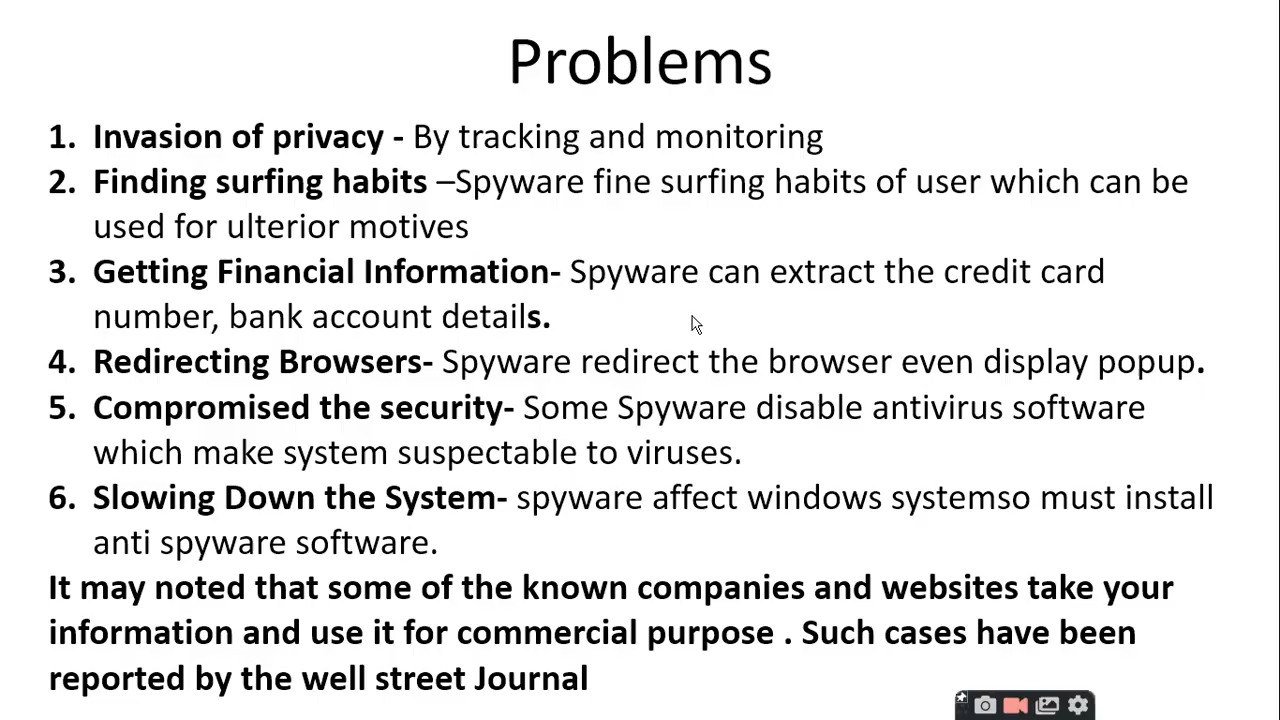 Problems
1. Invasion of privacy - By tracking and monitoring
2. Finding surfing habits –Spyware fine surfing habits of user which can be
used for ulterior motives
3. Getting Financial Information- Spyware can extract the credit card
number, bank account details.
4. Redirecting Browsers- Spyware redirect the browser even display popup.
5. Compromised the security- Some Spyware disable antivirus software
which make system suspectable to viruses.
6. Slowing Down the System- spyware affect windows systemso must install
anti spyware software.
It may noted that some of the known companies and websites take your
information and use it for commercial purpose . Such cases have been
reported by the well street Journal